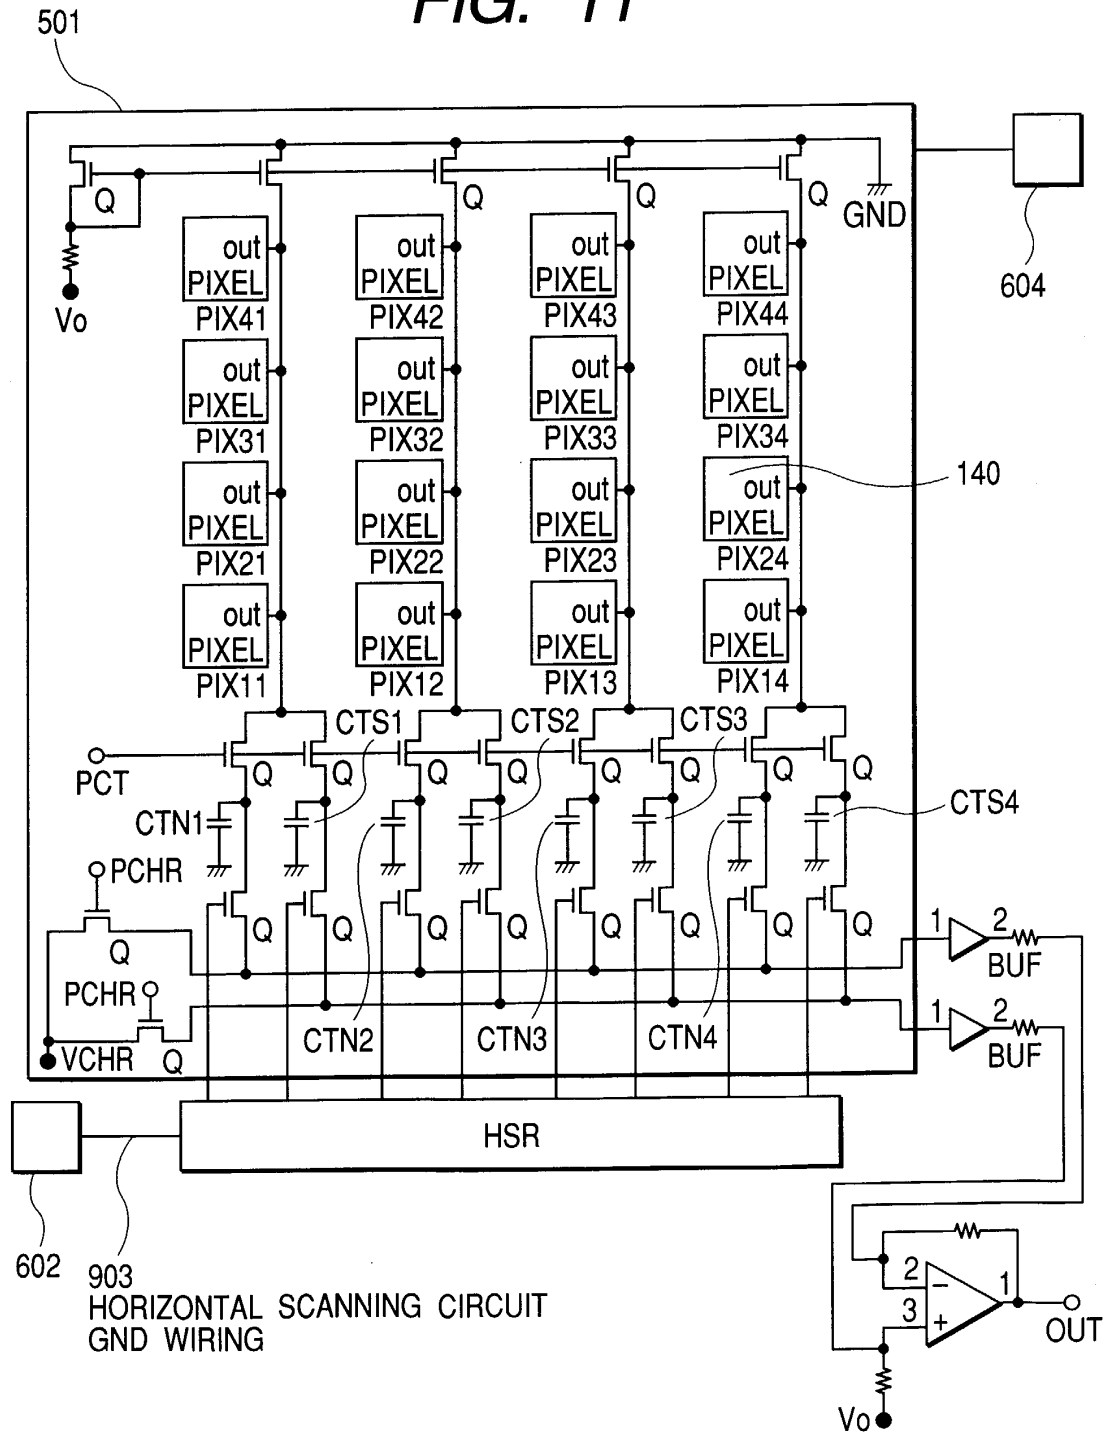 FIG. 11
501
Q
Q
Q
Q
GND
604
Vo
out
PIXEL
PIX41
out
PIXEL
PIX42
out
PIXEL
PIX43
out
PIXEL
PIX44
out
PIXEL
PIX31
out
PIXEL
PIX32
out
PIXEL
PIX33
out
PIXEL
PIX34
out
PIXEL
PIX21
out
PIXEL
PIX22
out
PIXEL
PIX23
out
PIXEL
PIX24
140
out
PIXEL
PIX11
out
PIXEL
PIX12
out
PIXEL
PIX13
out
PIXEL
PIX14
CTS1
CTS2
CTS3
PCT
Q
Q
Q
Q
Q
Q
Q
Q
CTN1
CTS4
PCHR
Q
Q
Q
Q
Q
Q
Q
Q
Q
1
2
BUF
PCHR
VCHR
Q
CTN2
CTN3
CTN4
1
2
BUF
HSR
602
903
HORIZONTAL SCANNING CIRCUIT
GND WIRING
2
−
3
+
1
OUT
Vo